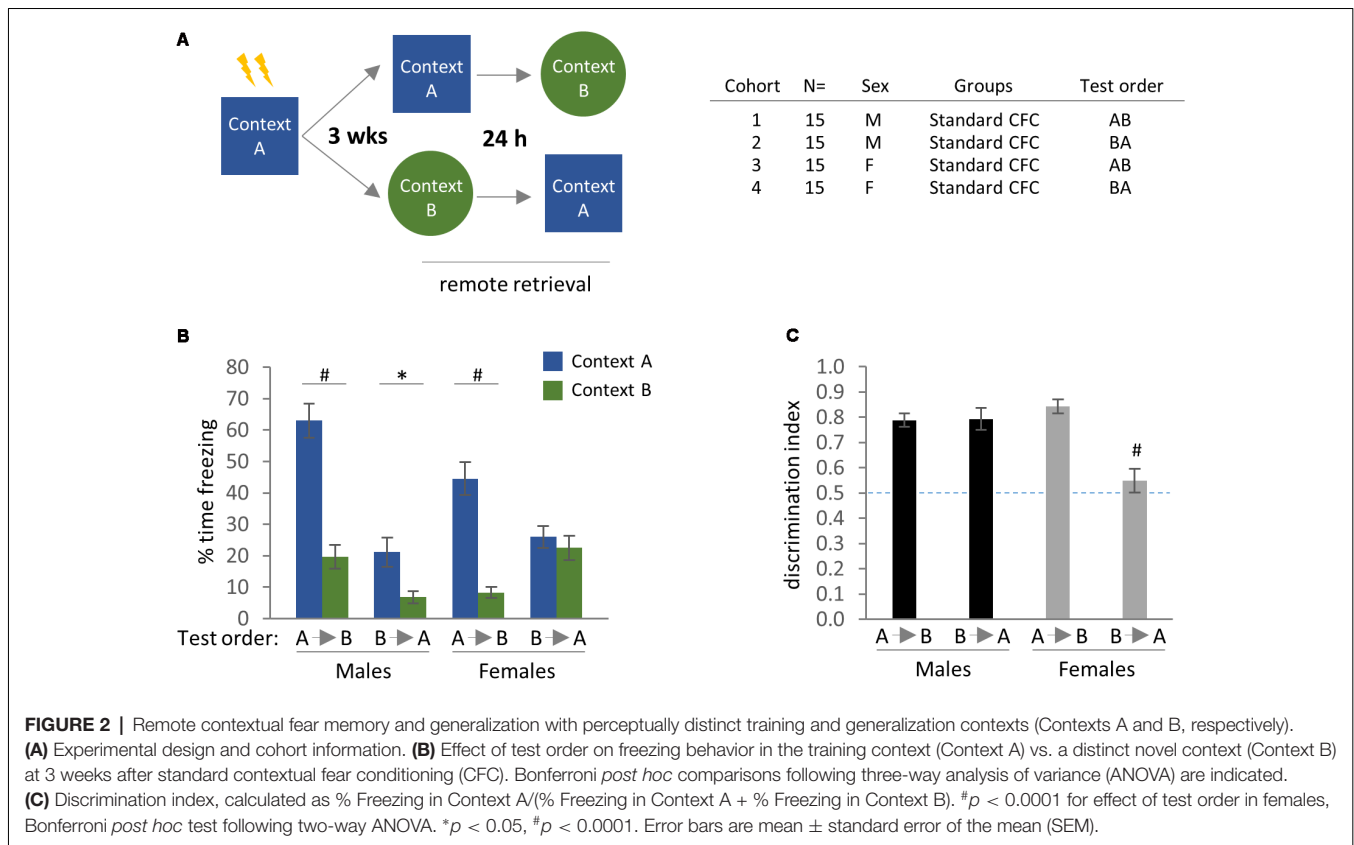 A
Context
A
3 wks
Context
A
Context
B
24 h
Context
B
Context
A
remote retrieval
Cohort N= Sex Groups Test order
1 15 M Standard CFC AB
2 15 M Standard CFC BA
3 15 F Standard CFC AB
4 15 F Standard CFC BA
B
% time freezing
80
70
60
50
40
30
20
10
0
# * #
Context A
Context B
Test order: A B B A A B B A
Males Females
C
discrimination index
1.0
0.9
0.8
0.7
0.6
0.5
0.4
0.3
0.2
0.1
0.0
#
A B B A A B B A
Males Females
FIGURE 2 | Remote contextual fear memory and generalization with perceptually distinct training and generalization contexts (Contexts A and B, respectively).
(A) Experimental design and cohort information. (B) Effect of test order on freezing behavior in the training context (Context A) vs. a distinct novel context (Context B)
at 3 weeks after standard contextual fear conditioning (CFC). Bonferroni post hoc comparisons following three-way analysis of variance (ANOVA) are indicated.
(C) Discrimination index, calculated as % Freezing in Context A/(% Freezing in Context A + % Freezing in Context B). #p < 0.0001 for effect of test order in females,
Bonferroni post hoc test following two-way ANOVA. *p < 0.05, #p < 0.0001. Error bars are mean ± standard error of the mean (SEM).